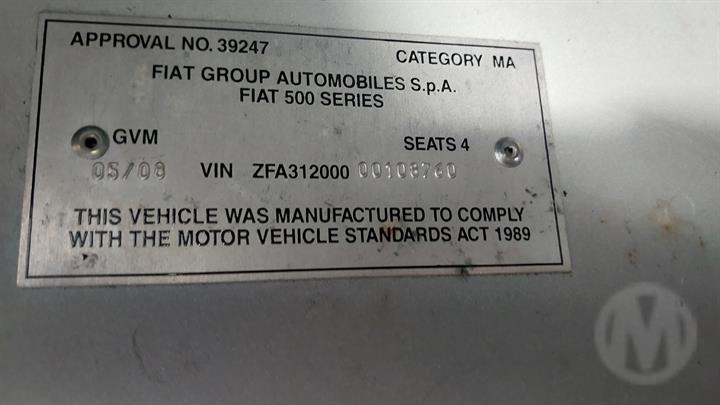 APPROVAL NO. 39247 CATEGORY MA
FIAT GROUP AUTOMOBILES S.p.A.
FIAT 500 SERIES
GVM SEATS 4
05/08 VIN ZFA312000 00108760
THIS VEHICLE WAS MANUFACTURED TO COMPLY
WITH THE MOTOR VEHICLE STANDARDS ACT 1989
M